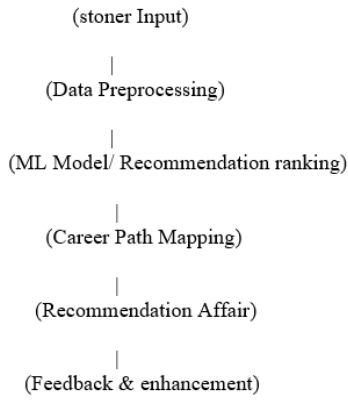 (stoner Input)
|
(Data Preprocessing)
|
(ML Model/ Recommendation ranking)
|
(Career Path Mapping)
|
(Recommendation Affair)
|
(Feedback & enhancement)